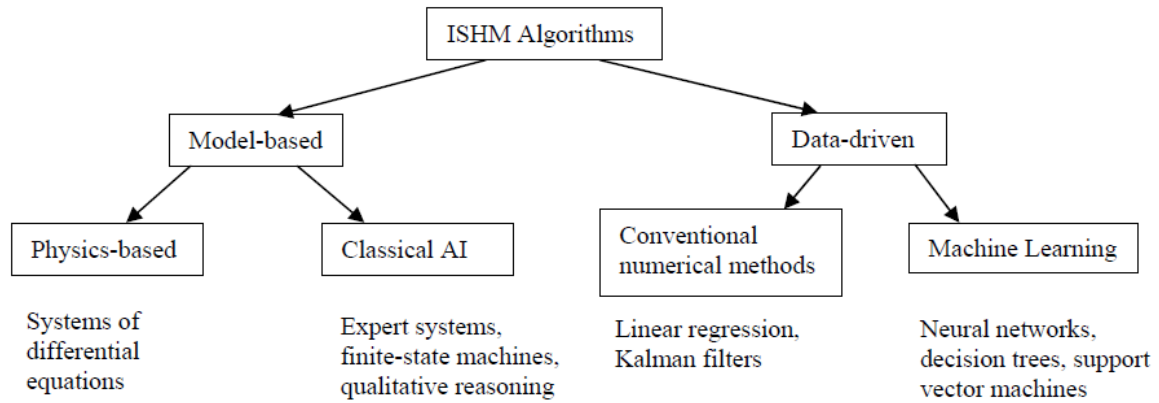 ISHM Algorithms
Model-based
Data-driven
Physics-based
Classical AI
Conventional
numerical methods
Machine Learning
Systems of
differential
equations
Expert systems,
finite-state machines,
qualitative reasoning
Linear regression,
Kalman filters
Neural networks,
decision trees, support
vector machines